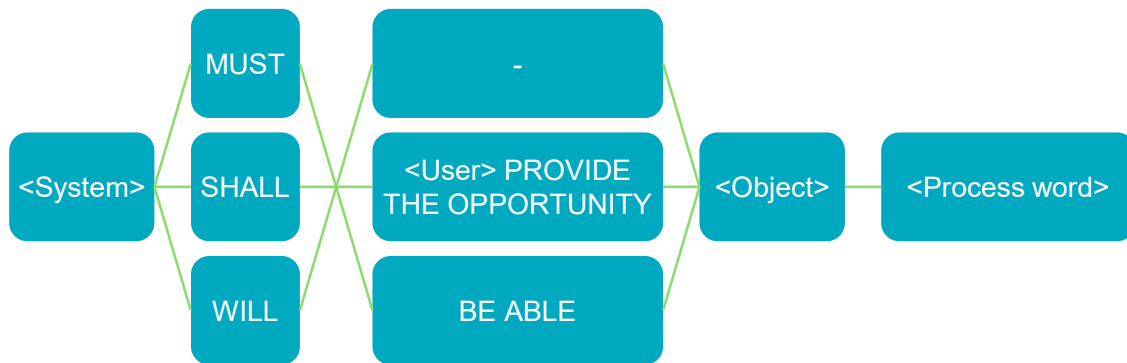 MUST
-
<System>
SHALL
<User> PROVIDE
THE OPPORTUNITY
<Object>
<Process word>
WILL
BE ABLE